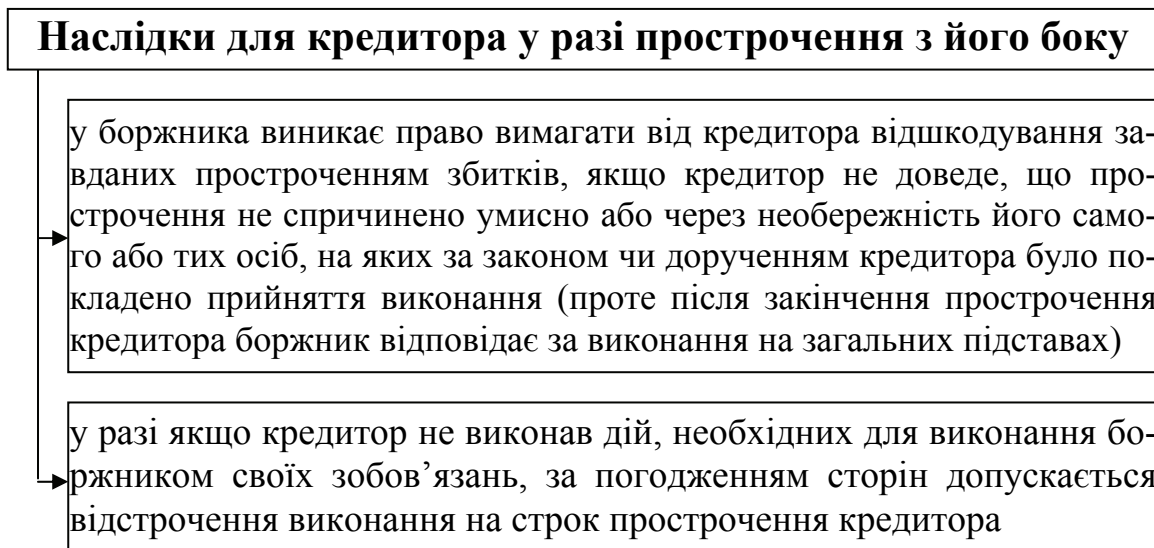 Наслідки для кредитора у разі прострочення з його боку
у боржника виникає право вимагати від кредитора відшкодування за-
вданих простроченням збитків, якщо кредитор не доведе, що про-
строчення не спричинено умисно або через необережність його само-
го або тих осіб, на яких за законом чи дорученням кредитора було по-
кладено прийняття виконання (проте після закінчення прострочення
кредитора боржник відповідає за виконання на загальних підставах)
у разі якщо кредитор не виконав дій, необхідних для виконання бо-
ржником своїх зобов’язань, за погодженням сторін допускається
відстрочення виконання на строк прострочення кредитора